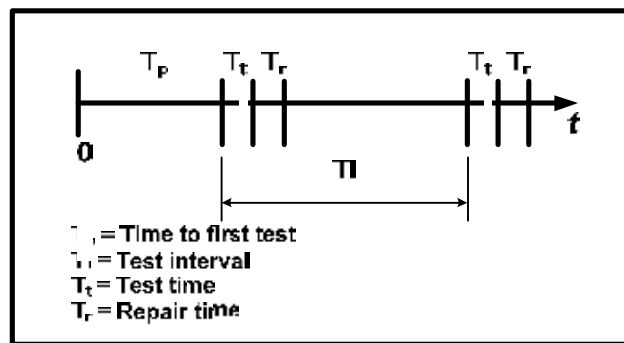 Tp Tt Tr Tt Tr
0 t
TI
= Time to first test
= Test interval
Tt = Test time
Tr = Repair time